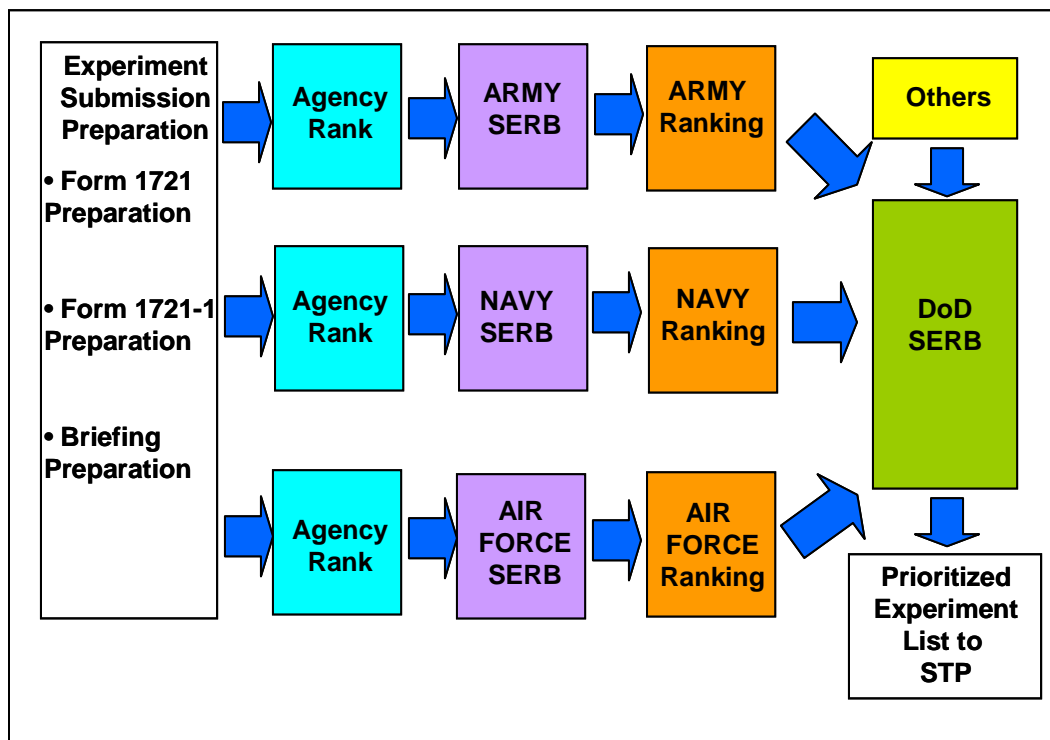 Experiment
Submission
Preparation
• Form 1721
Preparation
• Form 1721-1
Preparation
• Briefing
Preparation
Agency
Rank
ARMY
SERB
ARMY
Ranking
Others
Agency
Rank
NAVY
SERB
NAVY
Ranking
DoD
SERB
Agency
Rank
AIR
FORCE
SERB
AIR
FORCE
Ranking
Prioritized
Experiment
List to
STP